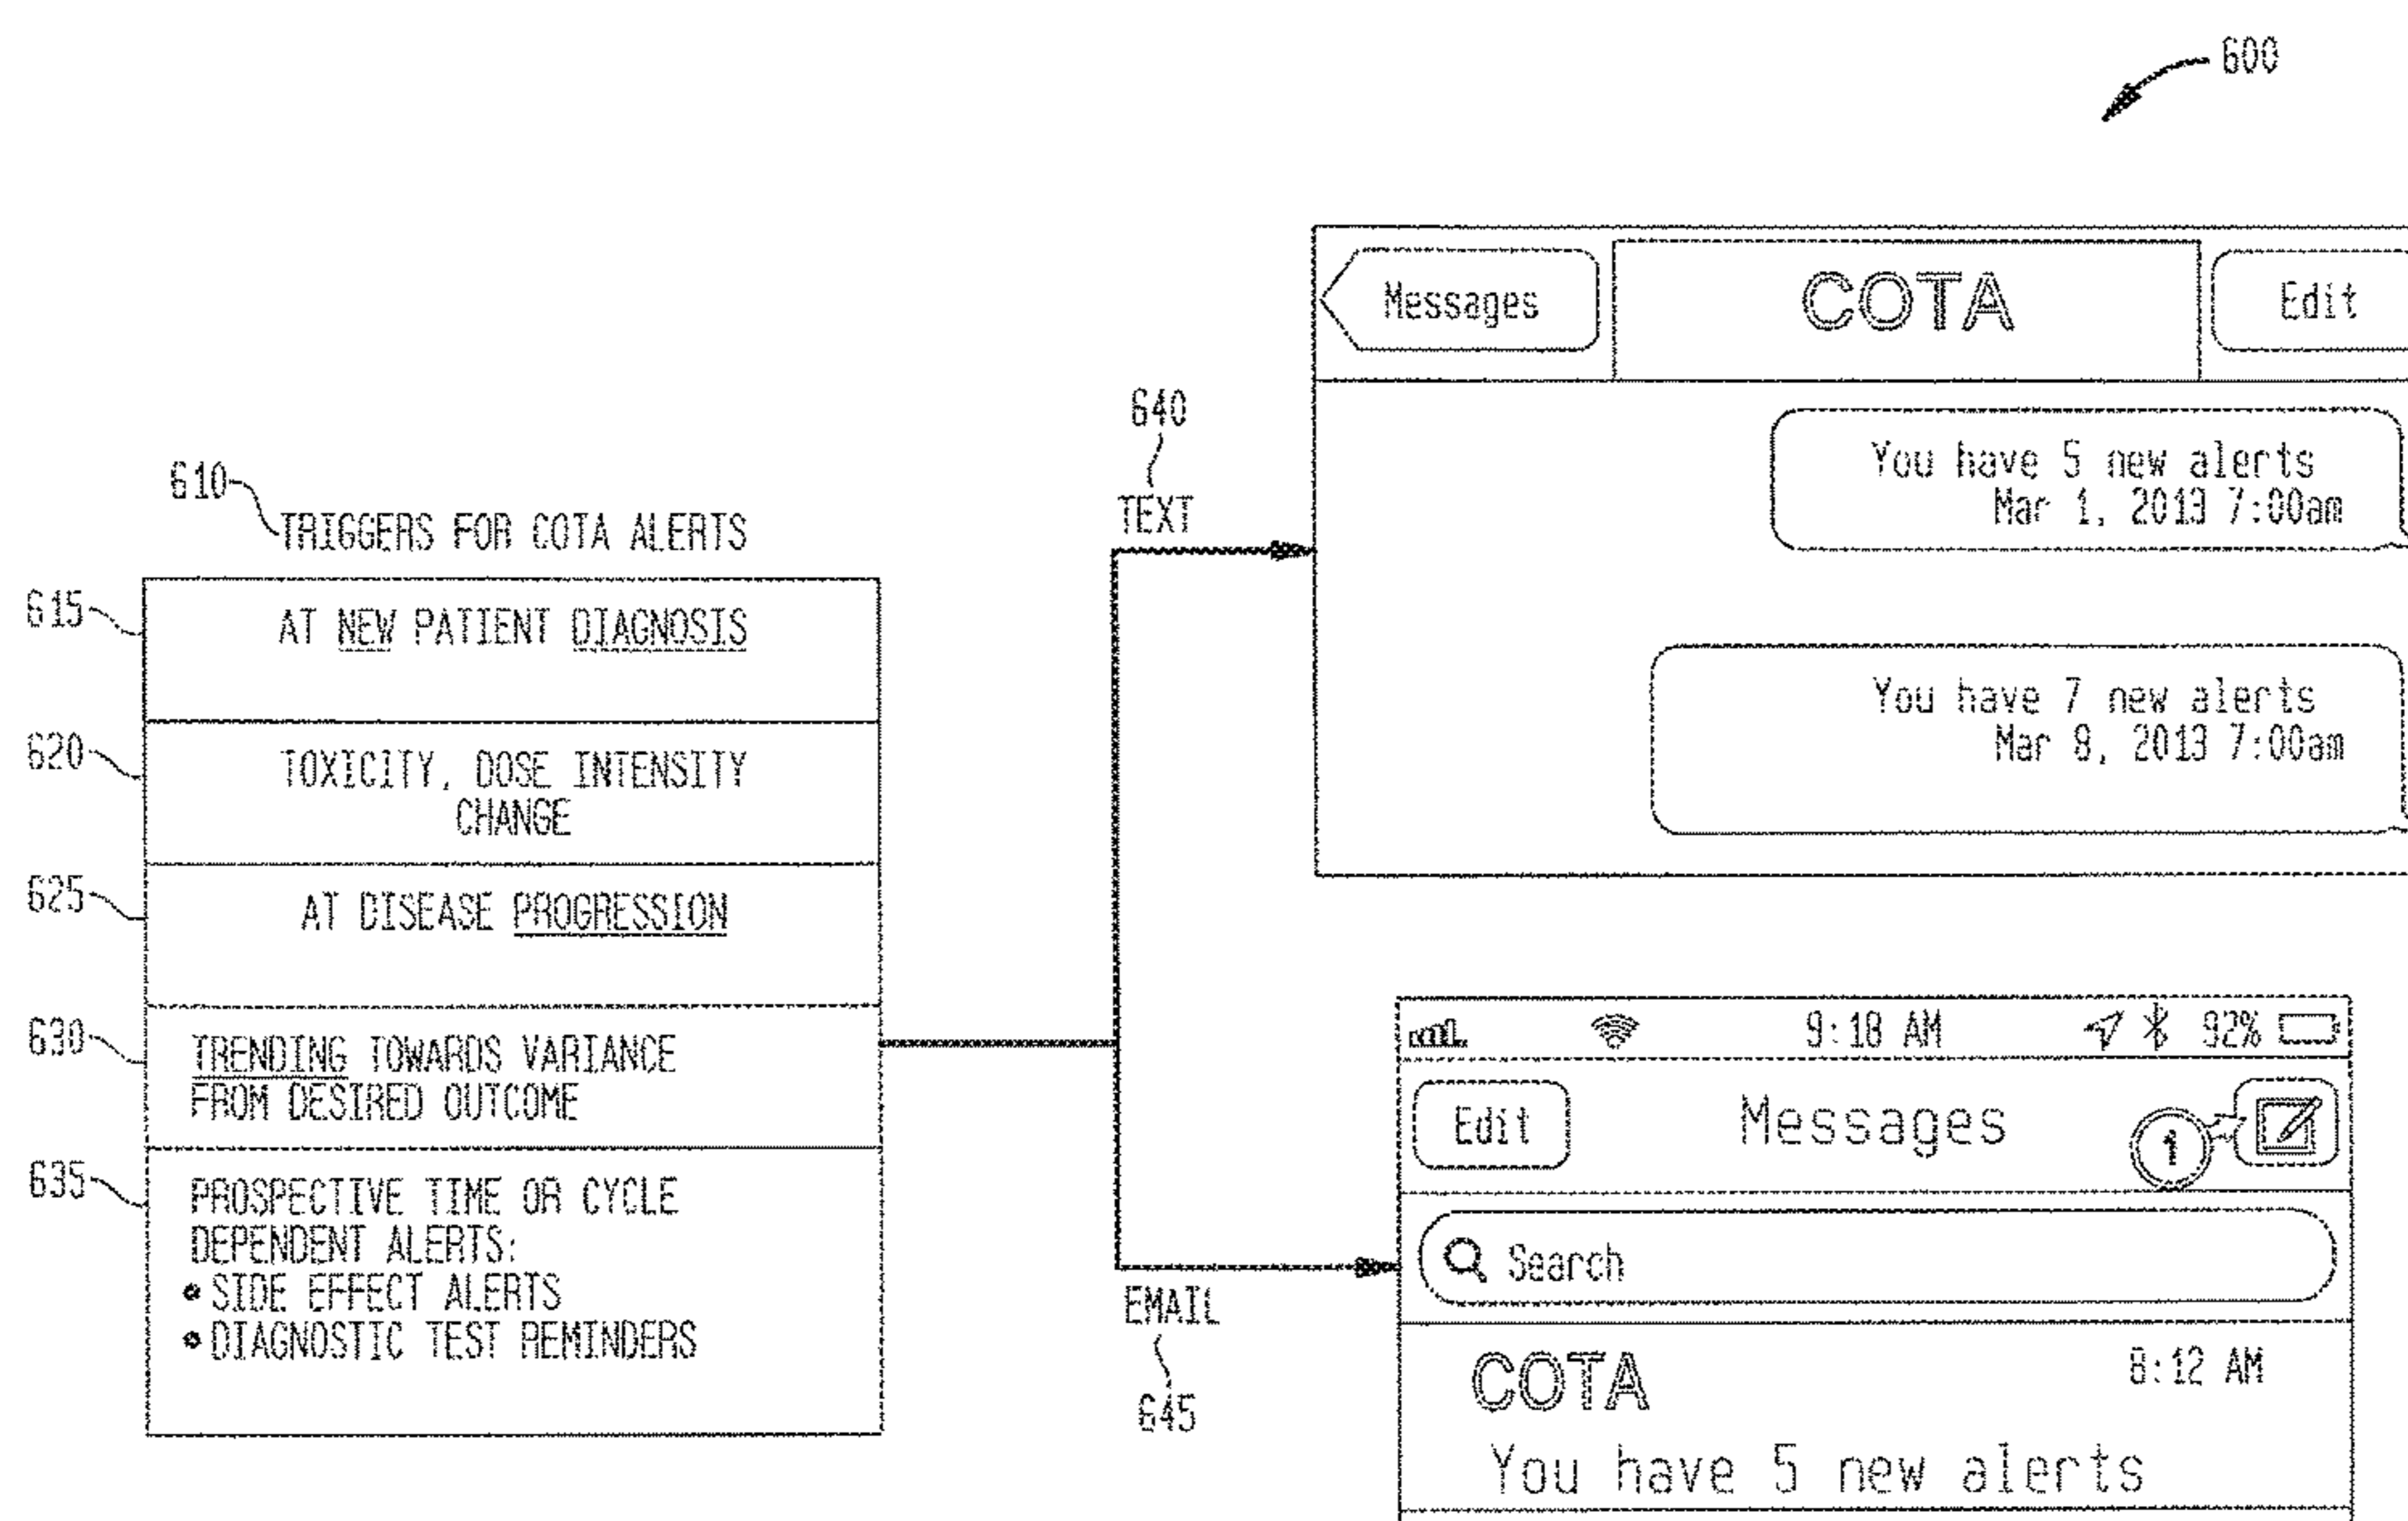 600
Messages
COTA
Edit
640
TEXT
You have 5 new alerts
Mar 1, 2013 7:00am
You have 7 new alerts
Mar 8, 2013 7:00am
610
TRIGGERS FOR COTA ALERTS
615
AT NEW PATIENT DIAGNOSIS
620
TOXICITY, DOSE INTENSITY
CHANGE
625
AT DISEASE PROGRESSION
630
TRENDING TOWARDS VARIANCE
FROM DESIRED OUTCOME
635
PROSPECTIVE TIME OR CYCLE
DEPENDENT ALERTS:
• SIDE EFFECT ALERTS
• DIAGNOSTIC TEST REMINDERS
EMAIL
645
9:18 AM
92%
Edit
Messages
1
Search
COTA
8:12 AM
You have 5 new alerts